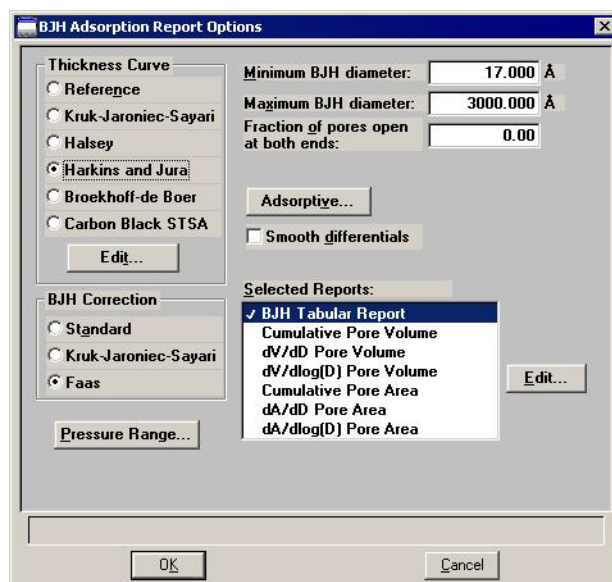 BJH Adsorption Report Options
Thickness Curve
Reference
Kruk-Jaroniec-Sayari
Halsey
Harkins and Jura
Broekhoff-de Boer
Carbon Black STSA
Edit...
BJH Correction
Standard
Kruk-Jaroniec-Sayari
Faas
Pressure Range...
Minimum BJH diameter: 17.000 Å
Maximum BJH diameter: 3000.000 Å
Fraction of pores open
at both ends: 0.00
Adsorptive...
Smooth differentials
Selected Reports:
✓ BJH Tabular Report
Cumulative Pore Volume
dV/dD Pore Volume
dV/dlog(D) Pore Volume
Cumulative Pore Area
dA/dD Pore Area
dA/dlog(D) Pore Area
Edit...
OK
Cancel